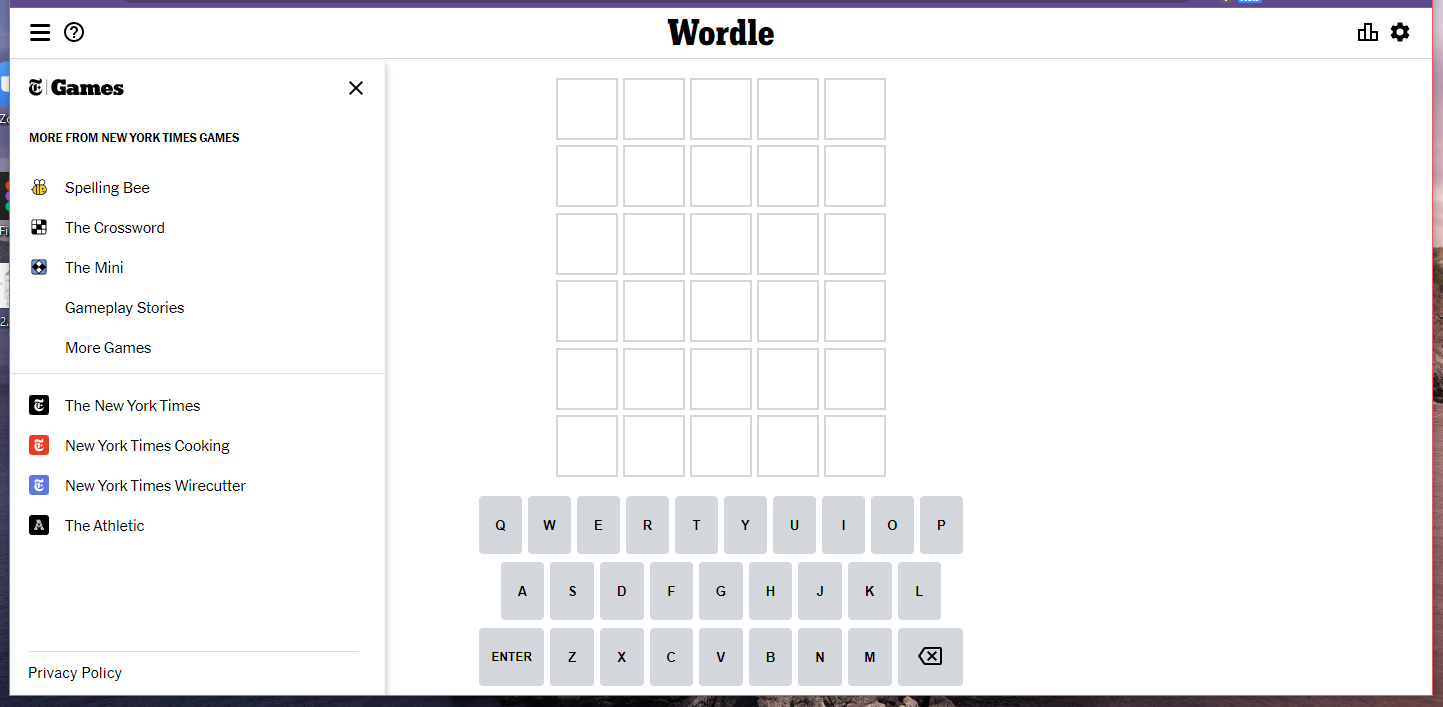 Wordle
Games
MORE FROM NEW YORK TIMES GAMES
Spelling Bee
The Crossword
The Mini
Gameplay Stories
More Games
The New York Times
New York Times Cooking
New York Times Wirecutter
The Athletic
Privacy Policy
Q W E R T Y U I O P
A S D F G H J K L
ENTER Z X C V B N M